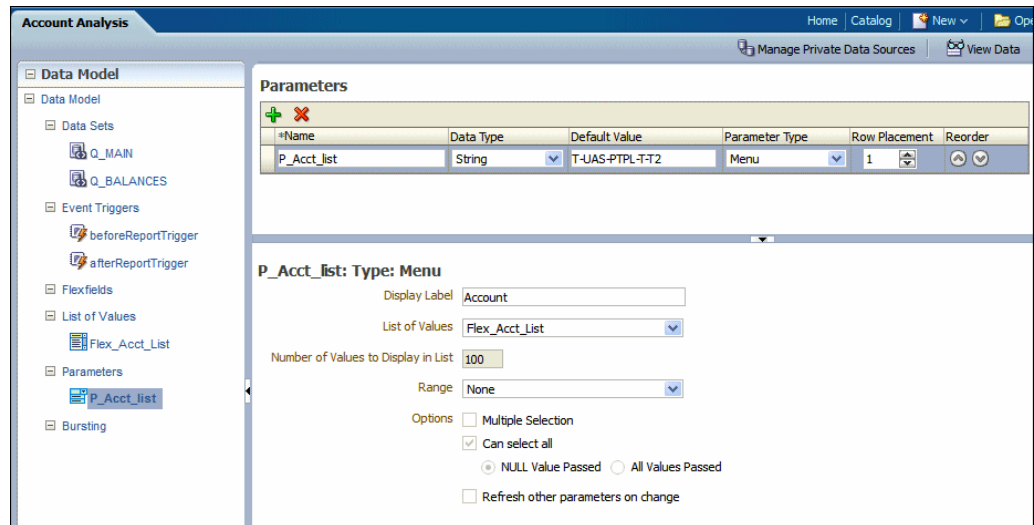 Account Analysis
Home Catalog New Ope
Manage Private Data Sources View Data
Data Model
Data Model
Data Sets
Q_MAIN
Q_BALANCES
Event Triggers
beforeReportTrigger
afterReportTrigger
Flexfields
List of Values
Flex_Acct_List
Parameters
P_Acct_list
Bursting
Parameters
*Name Data Type Default Value Parameter Type Row Placement Reorder
P_Acct_list String T-UAS-PTPL-T-T2 Menu 1
P_Acct_list: Type: Menu
Display Label Account
List of Values Flex_Acct_List
Number of Values to Display in List 100
Range None
Options Multiple Selection
Can select all
NULL Value Passed All Values Passed
Refresh other parameters on change